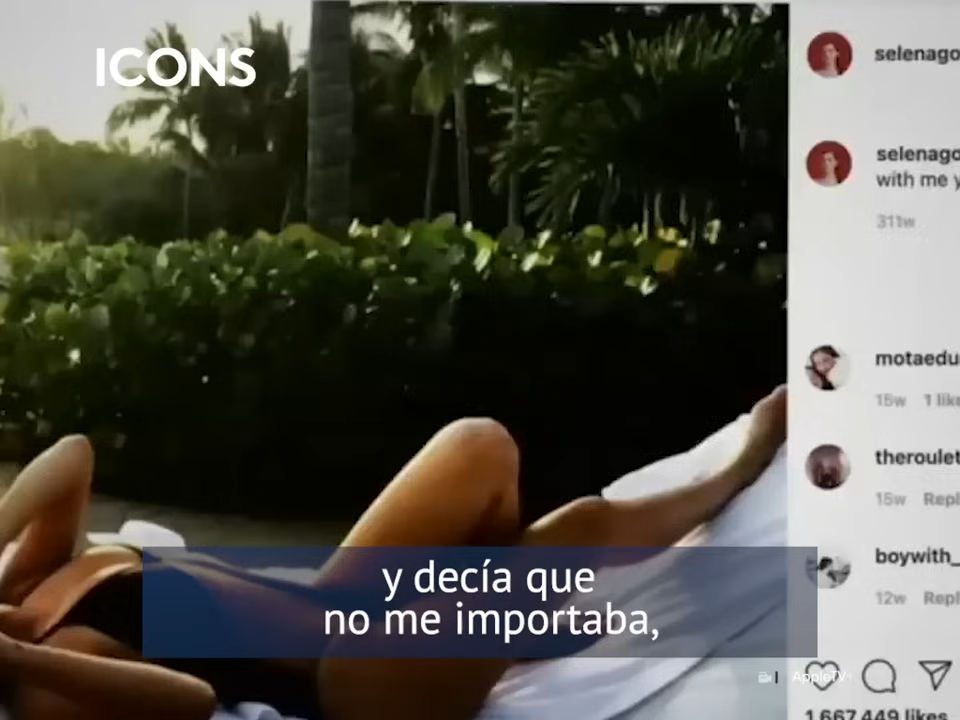 ICONS
selenago
selenago
with me y
311w
motaedu
15w 1 like
theroulet
15w Repl
boywith_
12w Repl
y decía que
no me importaba,
AppleTV+
1,667,449 likes